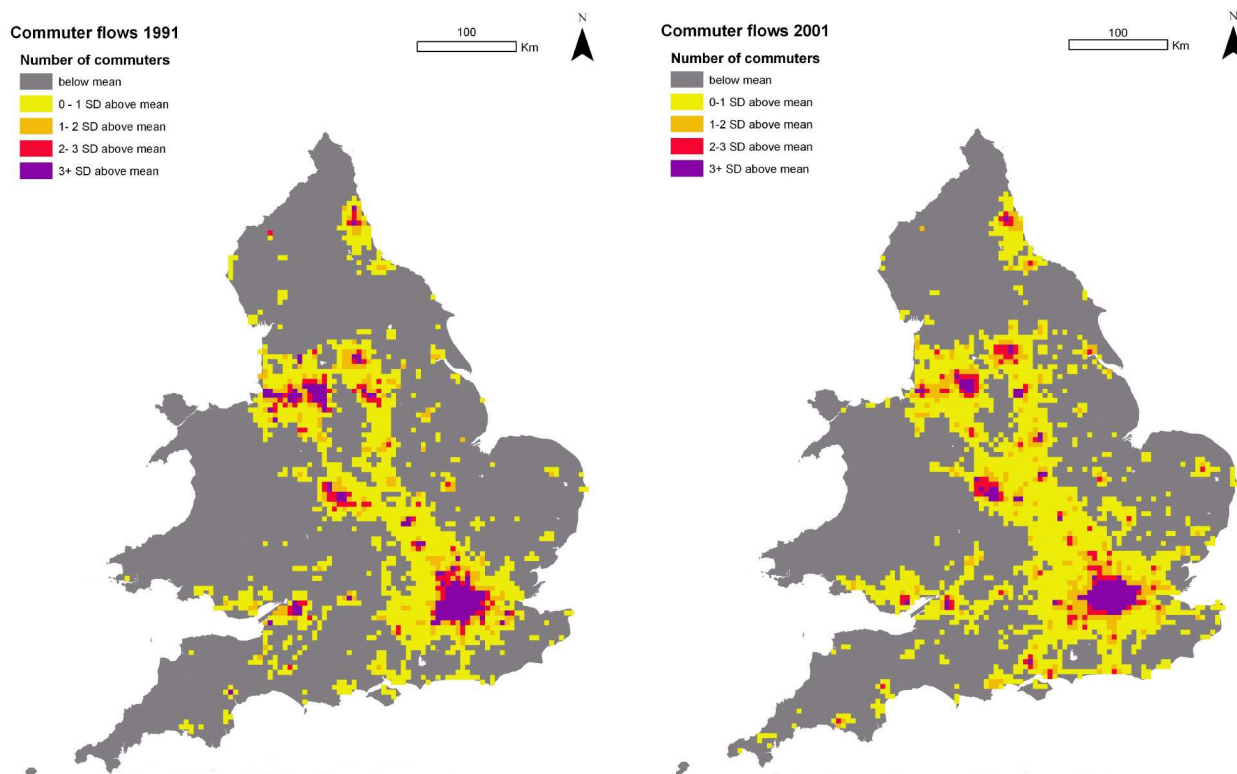 Commuter flows 1991
Number of commuters
below mean
0 - 1 SD above mean
1- 2 SD above mean
2- 3 SD above mean
3+ SD above mean
100
Km
N
Commuter flows 2001
Number of commuters
below mean
0-1 SD above mean
1-2 SD above mean
2-3 SD above mean
3+ SD above mean
100
Km
N